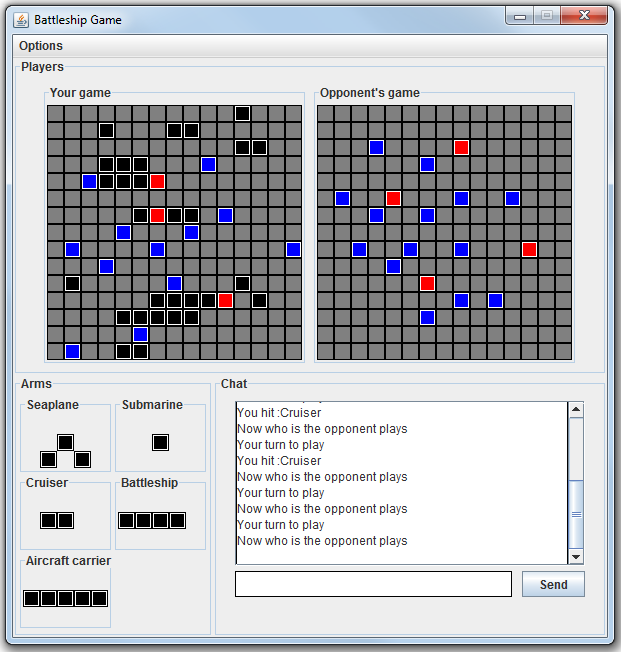 Battleship Game
Options
Players
Your game
Opponent's game
Arms
Seaplane
Submarine
Cruiser
Battleship
Aircraft carrier
Chat
You hit :Cruiser
Now who is the opponent plays
Your turn to play
You hit :Cruiser
Now who is the opponent plays
Your turn to play
Now who is the opponent plays
Your turn to play
Now who is the opponent plays
Send